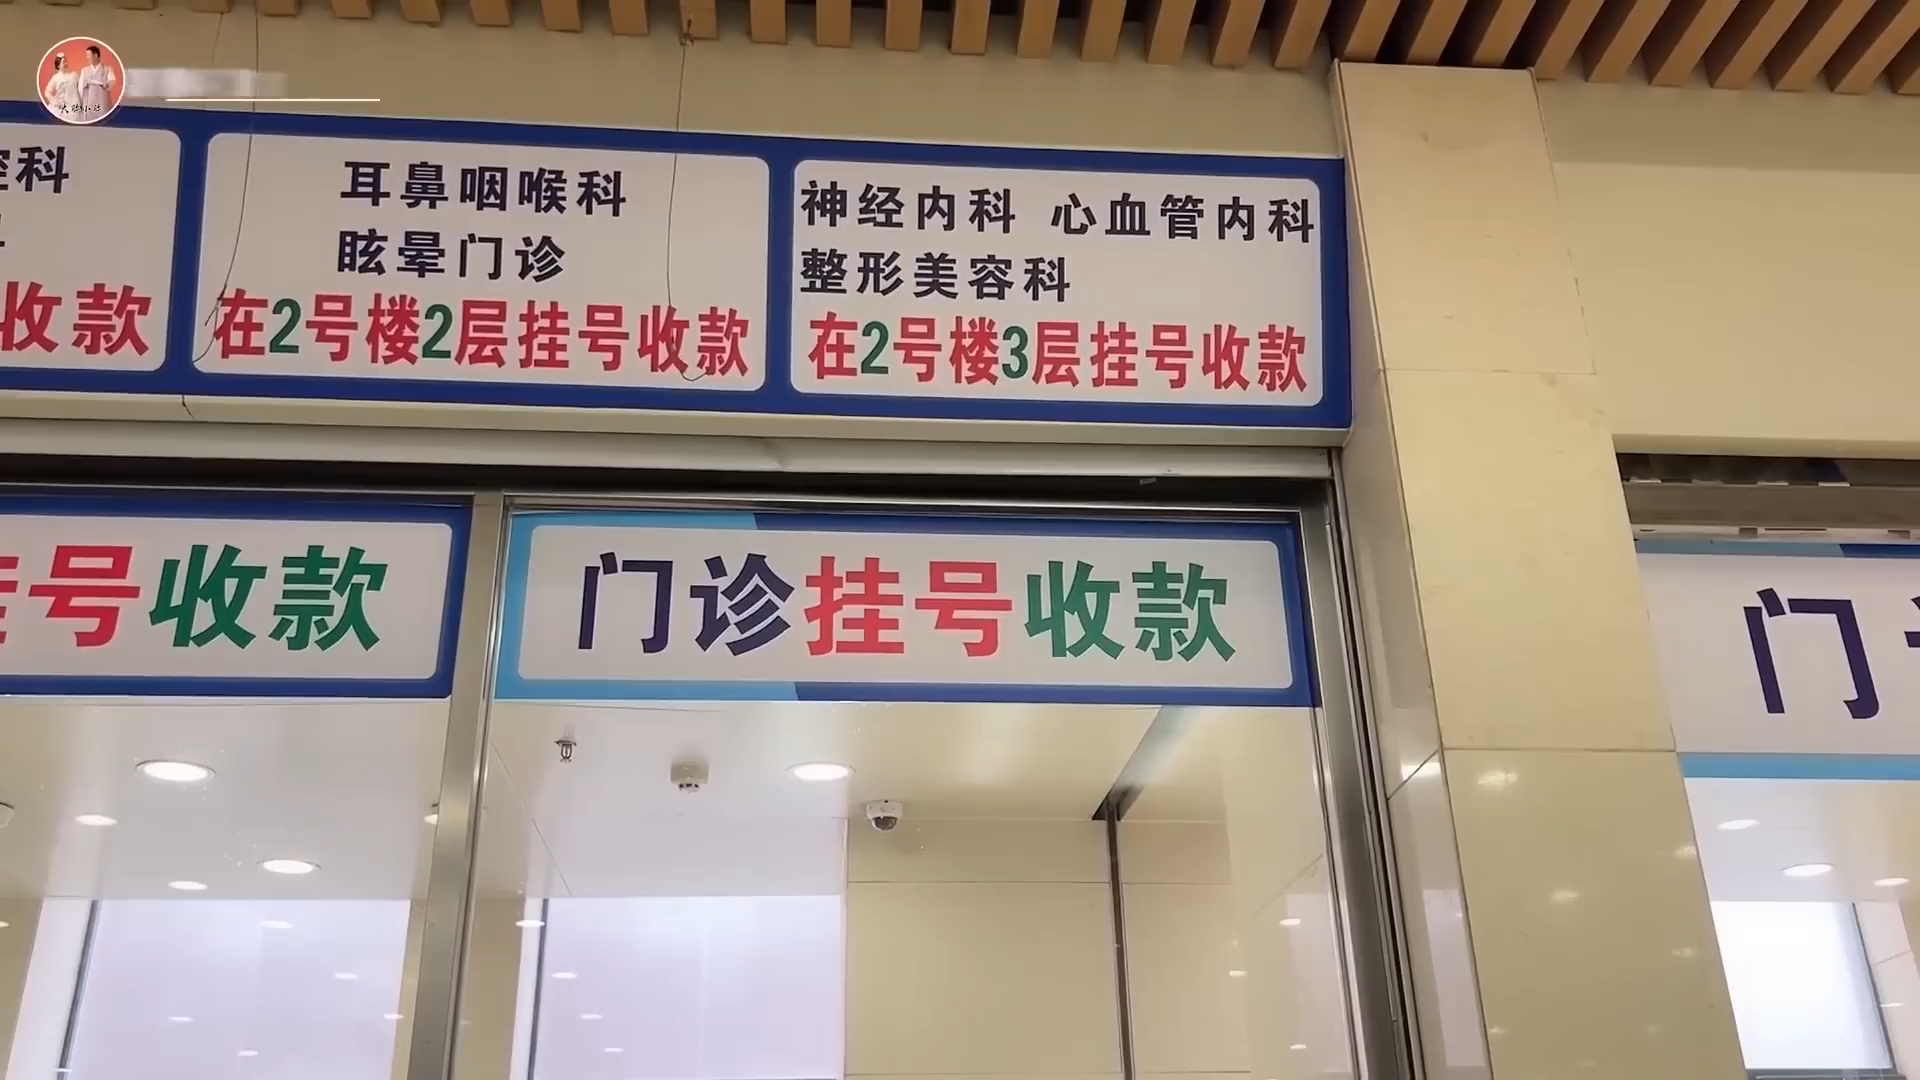 科
收款
耳鼻咽喉科
眩晕门诊
在2号楼2层挂号收款
神经内科 心血管内科
整形美容科
在2号楼3层挂号收款
号收款
门诊挂号收款
门